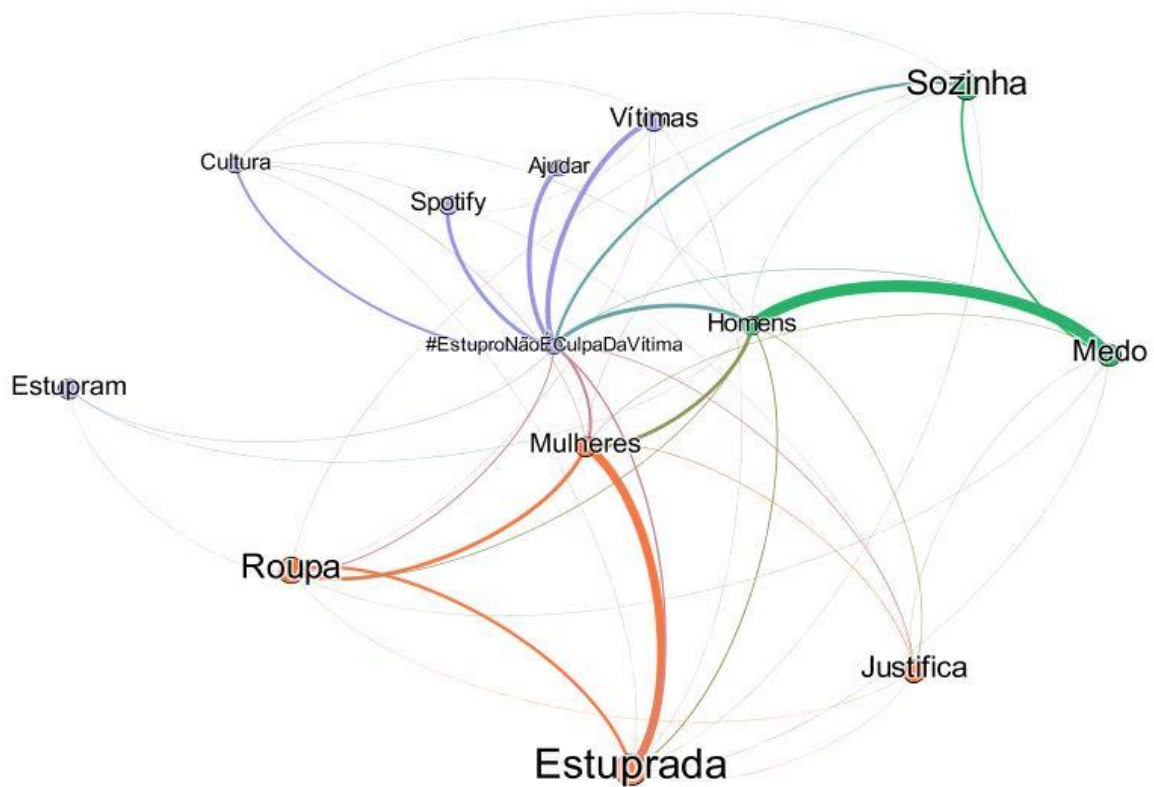 Sozinha
Vítimas
Cultura
Ajudar
Spotify
Homens
#EstuproNãoÉCulpaDaVítima
Medo
Estupram
Mulheres
Roupa
Justifica
Estuprada